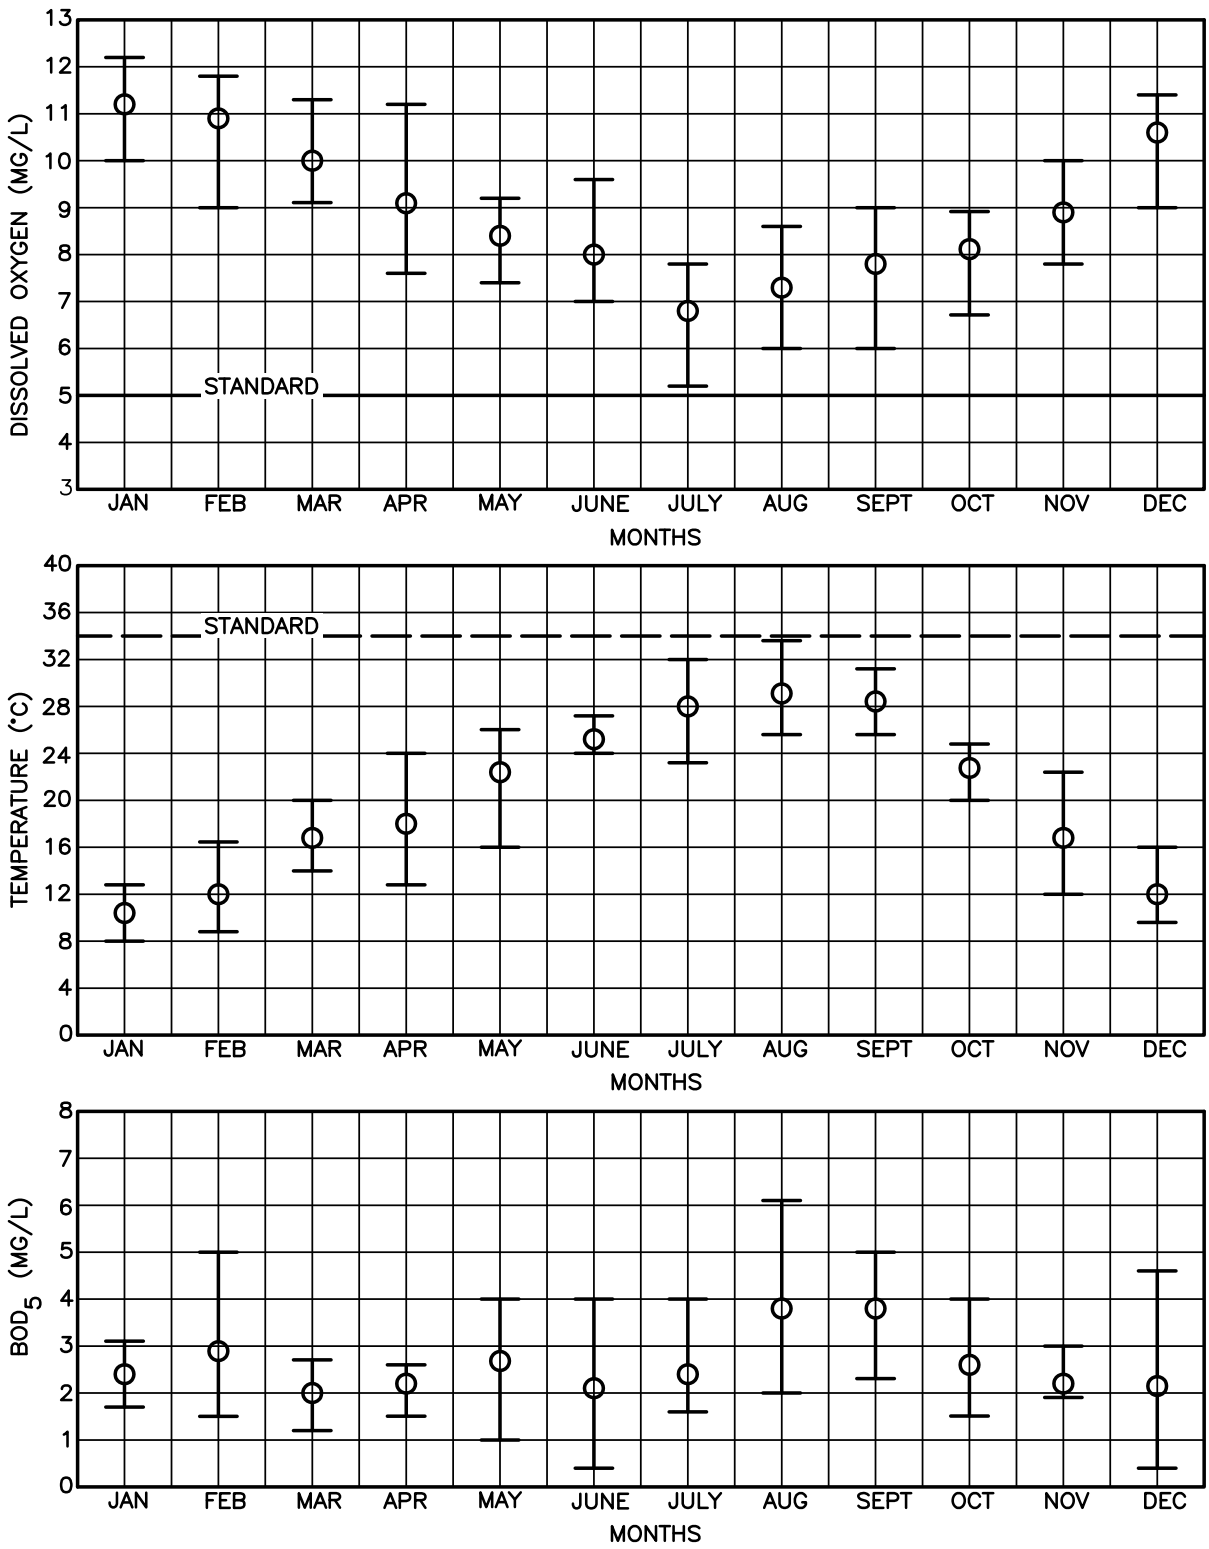 13
12
11
10
9
8
7
6
5
4
3
DISSOLVED OXYGEN (MG/L)
STANDARD
JAN FEB MAR APR MAY JUNE JULY AUG SEPT OCT NOV DEC
MONTHS
40
36
32
28
24
20
16
12
8
4
0
TEMPERATURE (°C)
STANDARD
JAN FEB MAR APR MAY JUNE JULY AUG SEPT OCT NOV DEC
MONTHS
8
7
6
5
4
3
2
1
0
BOD5 (MG/L)
JAN FEB MAR APR MAY JUNE JULY AUG SEPT OCT NOV DEC
MONTHS